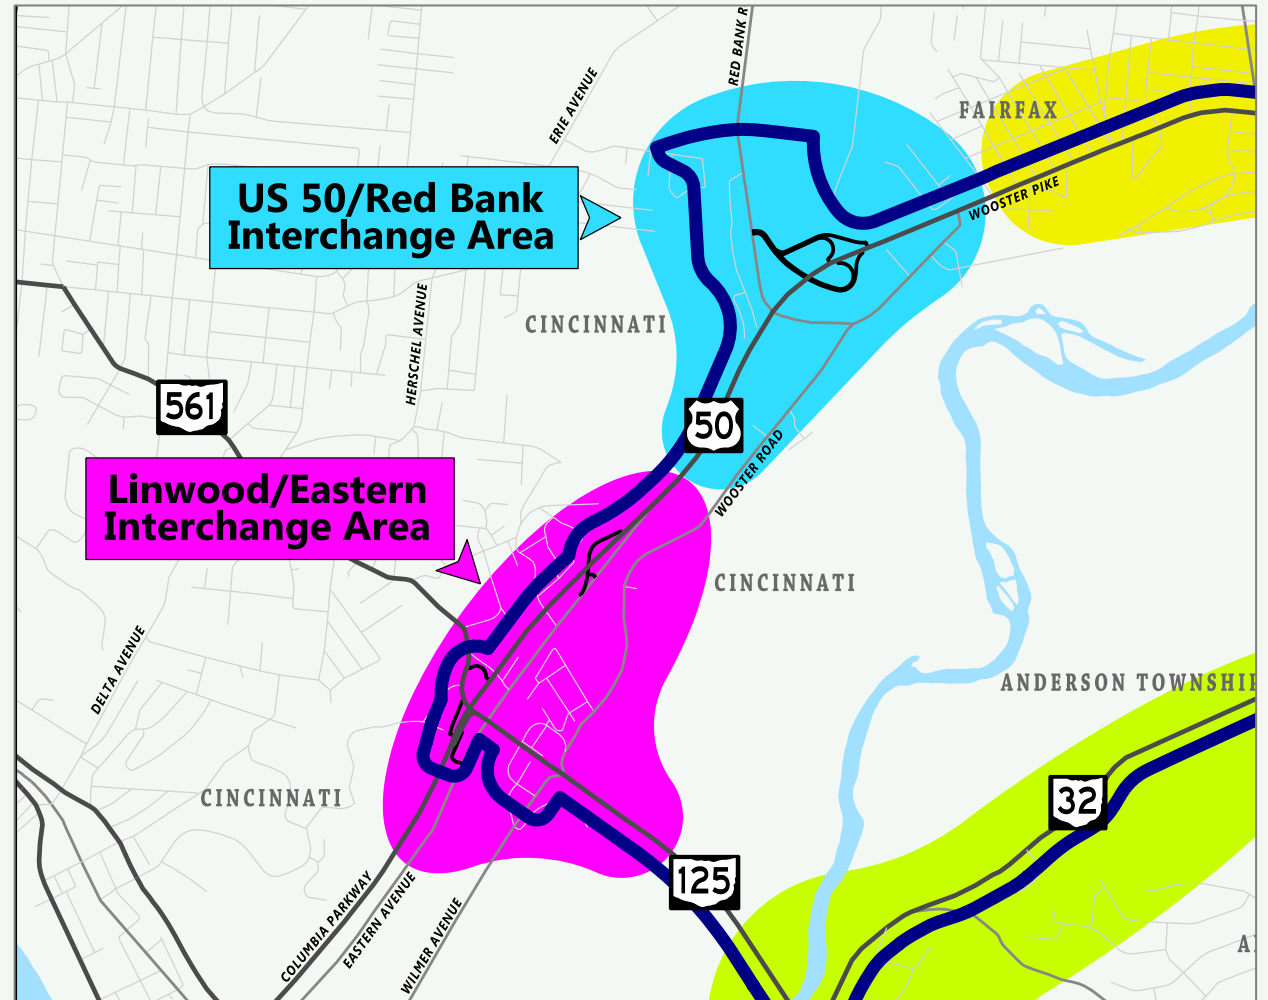 RED BANK R
ERIE AVENUE
FAIRFAX
US 50/Red Bank
Interchange Area
WOOSTER PIKE
HERSCHEL AVENUE
CINCINNATI
561
50
WOOSTER ROAD
Linwood/Eastern
Interchange Area
CINCINNATI
DELTA AVENUE
ANDERSON TOWNSHIP
CINCINNATI
32
125
COLUMBIA PARKWAY
EASTERN AVENUE
WILMER AVENUE
A